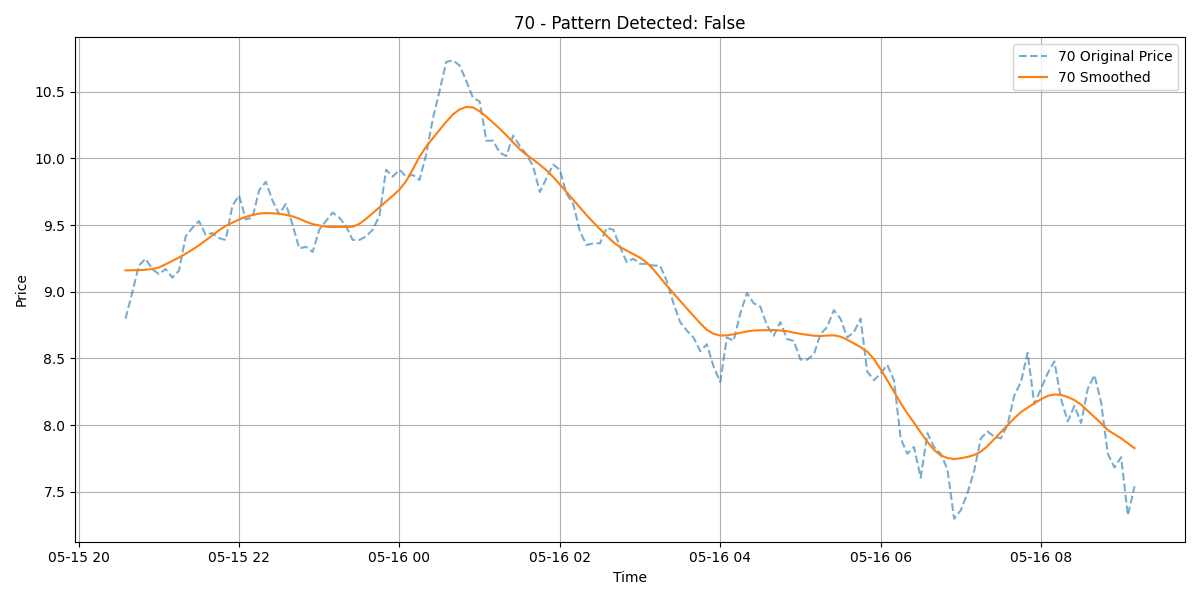 70 - Pattern Detected: False
70 Original Price
70 Smoothed
Price
10.5
10.0
9.5
9.0
8.5
8.0
7.5
05-15 20
05-15 22
05-16 00
05-16 02
05-16 04
05-16 06
05-16 08
Time